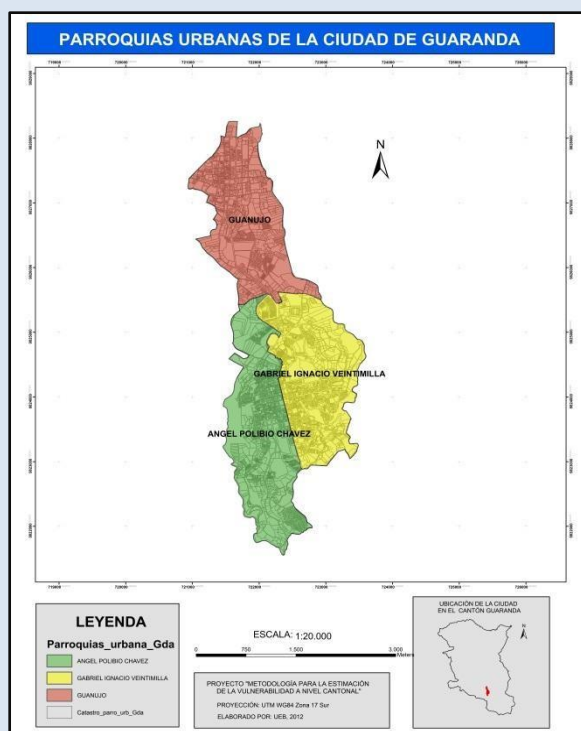 PARROQUIAS URBANAS DE LA CIUDAD DE GUARANDA
N
GUANUJO
GABRIEL IGNACIO VEINTIMILLA
ANGEL POLIBIO CHAVEZ
LEYENDA
Parroquias_urbana_Gda
ANGEL POLIBIO CHAVEZ
GABRIEL IGNACIO VEINTIMILLA
GUANUJO
Catastro_parro_urb_Gda
ESCALA: 1:20.000
0 750 1.500 3.000
Meters
PROYECTO "METODOLOGÍA PARA LA ESTIMACIÓN
DE LA VULNERABILIDAD A NIVEL CANTONAL"
PROYECCIÓN: UTM WG84 Zona 17 Sur
ELABORADO POR: UEB, 2012
UBICACIÓN DE LA CIUDAD
EN EL CANTÓN GUARANDA
N